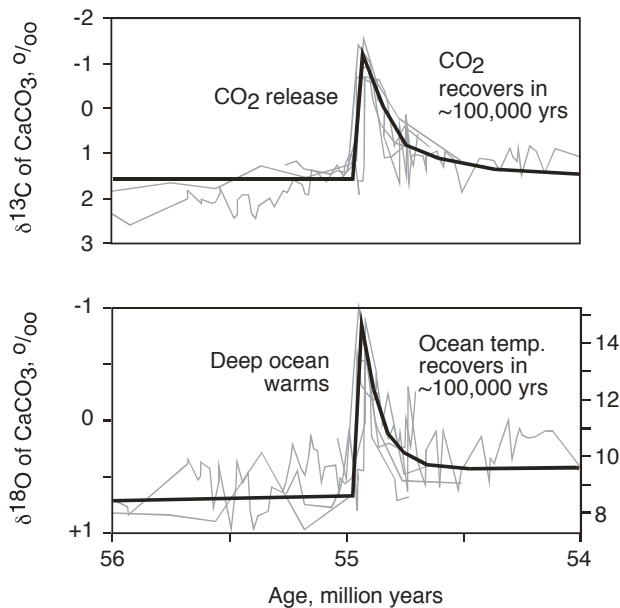 -2
-1
0
1
2
3
δ13C of CaCO3, o/oo
CO2 release
CO2
recovers in
~100,000 yrs
-1
0
+1
δ18O of CaCO3, o/oo
Deep ocean
warms
Ocean temp.
recovers in
~100,000 yrs
14
12
10
8
56
55
54
Age, million years